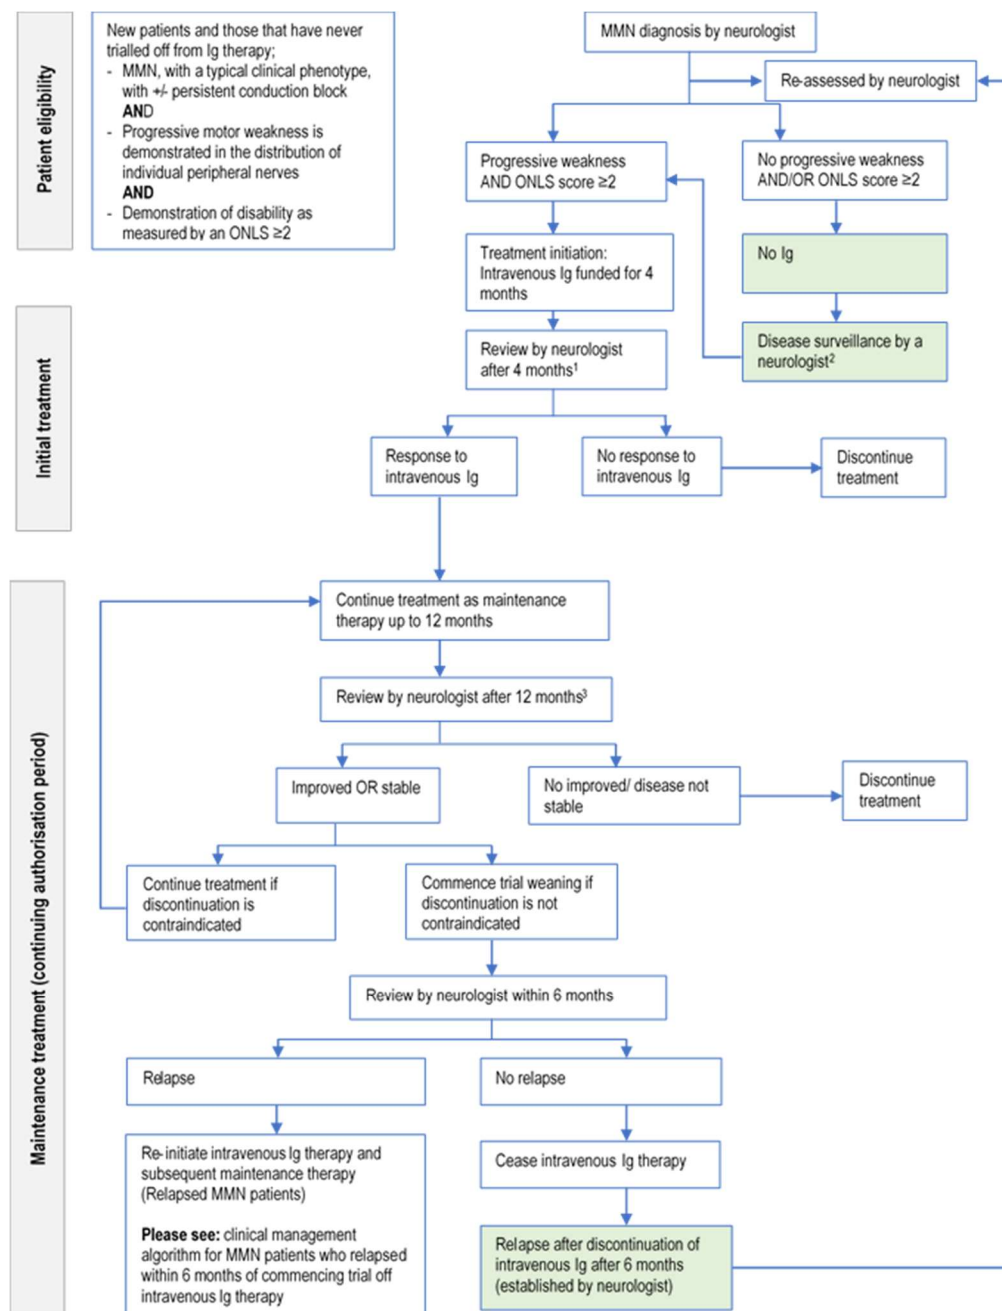 Patient eligibility
New patients and those that have never
trialled off from Ig therapy;
- MMN, with a typical clinical phenotype,
with +/- persistent conduction block
AND
- Progressive motor weakness is
demonstrated in the distribution of
individual peripheral nerves
AND
- Demonstration of disability as
measured by an ONLS ≥2
MMN diagnosis by neurologist
Re-assessed by neurologist
Progressive weakness
AND ONLS score ≥2
No progressive weakness
AND/OR ONLS score ≥2
Treatment initiation:
Intravenous Ig funded for 4
months
No Ig
Initial treatment
Review by neurologist
after 4 months¹
Disease surveillance by a
neurologist²
Response to
intravenous Ig
No response to
intravenous Ig
Discontinue
treatment
Maintenance treatment (continuing authorisation period)
Continue treatment as maintenance
therapy up to 12 months
Review by neurologist after 12 months³
Improved OR stable
No improved/ disease not
stable
Discontinue
treatment
Continue treatment if
discontinuation is
contraindicated
Commence trial weaning if
discontinuation is not
contraindicated
Review by neurologist within 6 months
Relapse
No relapse
Re-initiate intravenous Ig therapy and
subsequent maintenance therapy
(Relapsed MMN patients)
Please see: clinical management
algorithm for MMN patients who relapsed
within 6 months of commencing trial off
intravenous Ig therapy
Cease intravenous Ig therapy
Relapse after discontinuation of
intravenous Ig after 6 months
(established by neurologist)